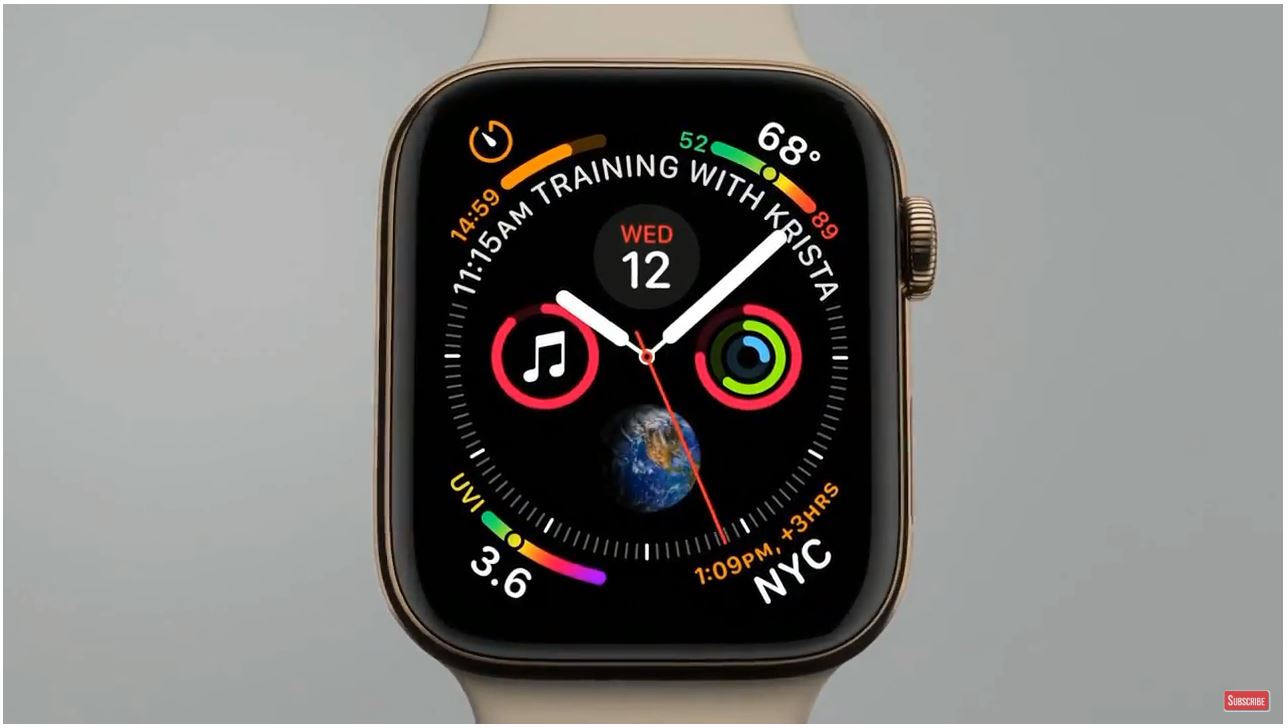 68°
52
89
14:59
11:15AM TRAINING WITH KRISTA
WED
12
UVI
3.6
1:09PM, +3HRS
NYC
SUBSCRIBE